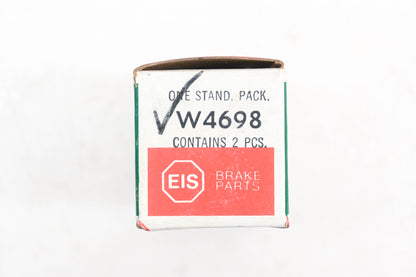 ONE STAND. PACK.
W4698
CONTAINS 2 PCS.
EIS BRAKE
PARTS